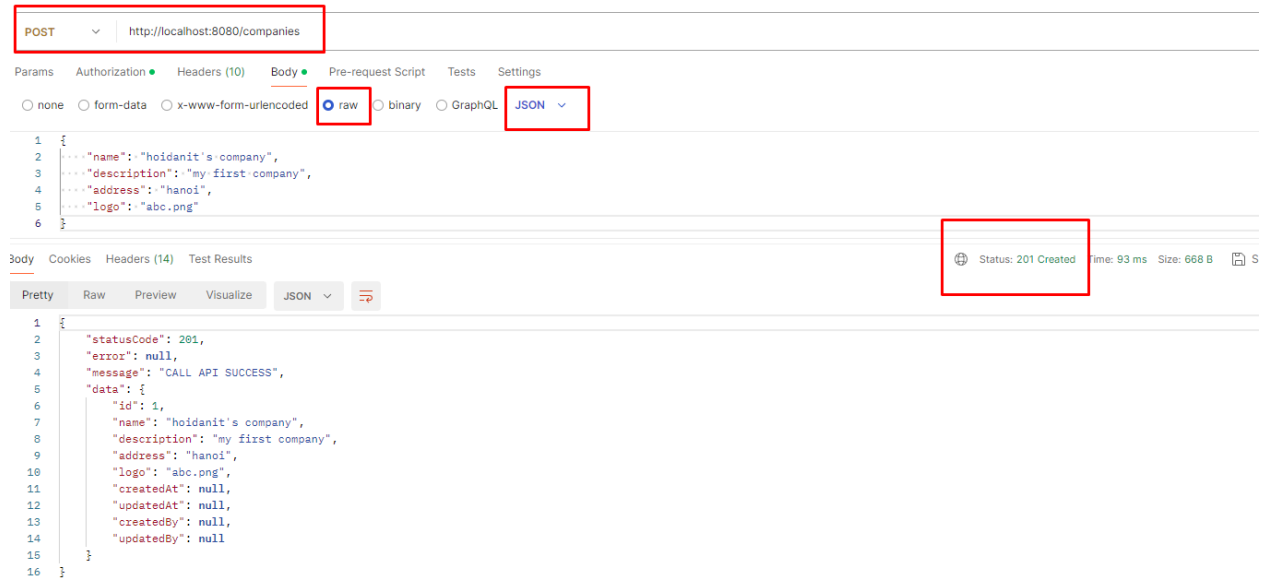 POST http://localhost:8080/companies
Params Authorization Headers (10) Body Pre-request Script Tests Settings
none form-data x-www-form-urlencoded raw binary GraphQL JSON
1 {
2 "name": "hoidanit's company",
3 "description": "my first company",
4 "address": "hanoi",
5 "logo": "abc.png"
6 }
Body Cookies Headers (14) Test Results Status: 201 Created Time: 93 ms Size: 668 B S
Pretty Raw Preview Visualize JSON
1 {
2 "statusCode": 201,
3 "error": null,
4 "message": "CALL API SUCCESS",
5 "data": {
6 "id": 1,
7 "name": "hoidanit's company",
8 "description": "my first company",
9 "address": "hanoi",
10 "logo": "abc.png",
11 "createdAt": null,
12 "updatedAt": null,
13 "createdBy": null,
14 "updatedBy": null
15 }
16 }